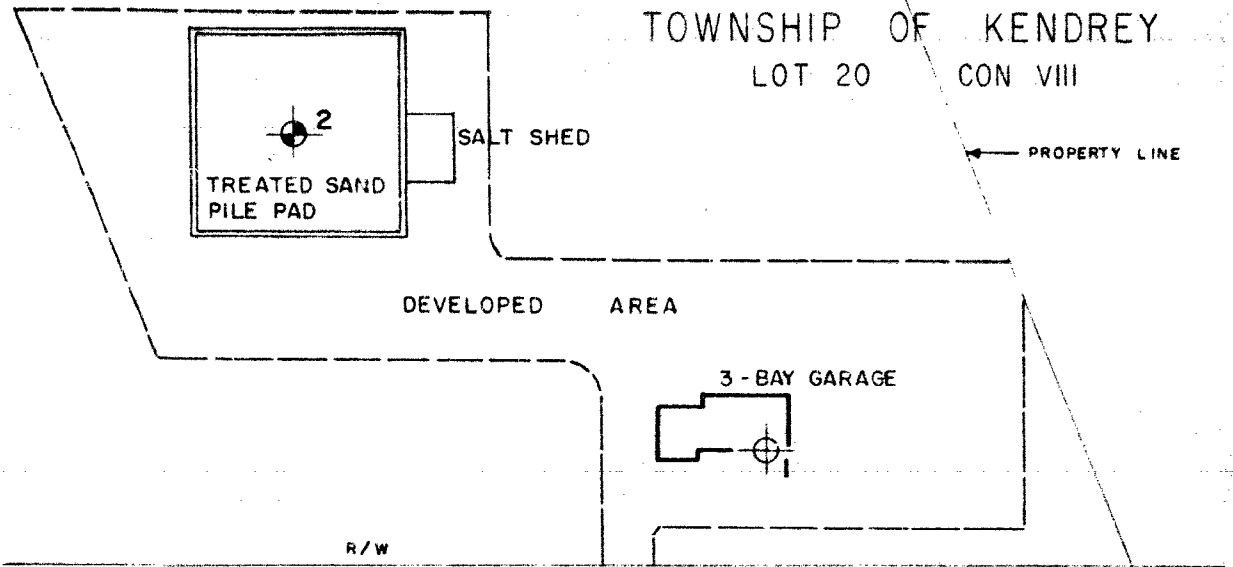 TOWNSHIP OF KENDREY
LOT 20 CON VIII
2
SALT SHED
PROPERTY LINE
TREATED SAND
PILE PAD
DEVELOPED AREA
3-BAY GARAGE
R/W